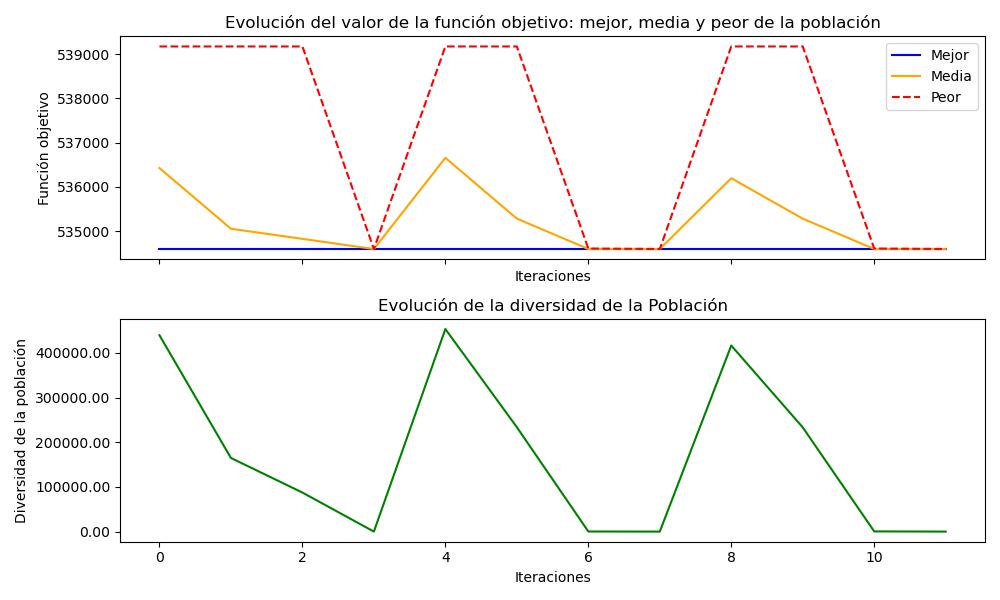 Evolución del valor de la función objetivo: mejor, media y peor de la población
Función objetivo
539000
538000
537000
536000
535000
Mejor
Media
Peor
Iteraciones
Evolución de la diversidad de la Población
Diversidad de la población
400000.00
300000.00
200000.00
100000.00
0.00
0 2 4 6 8 10
Iteraciones